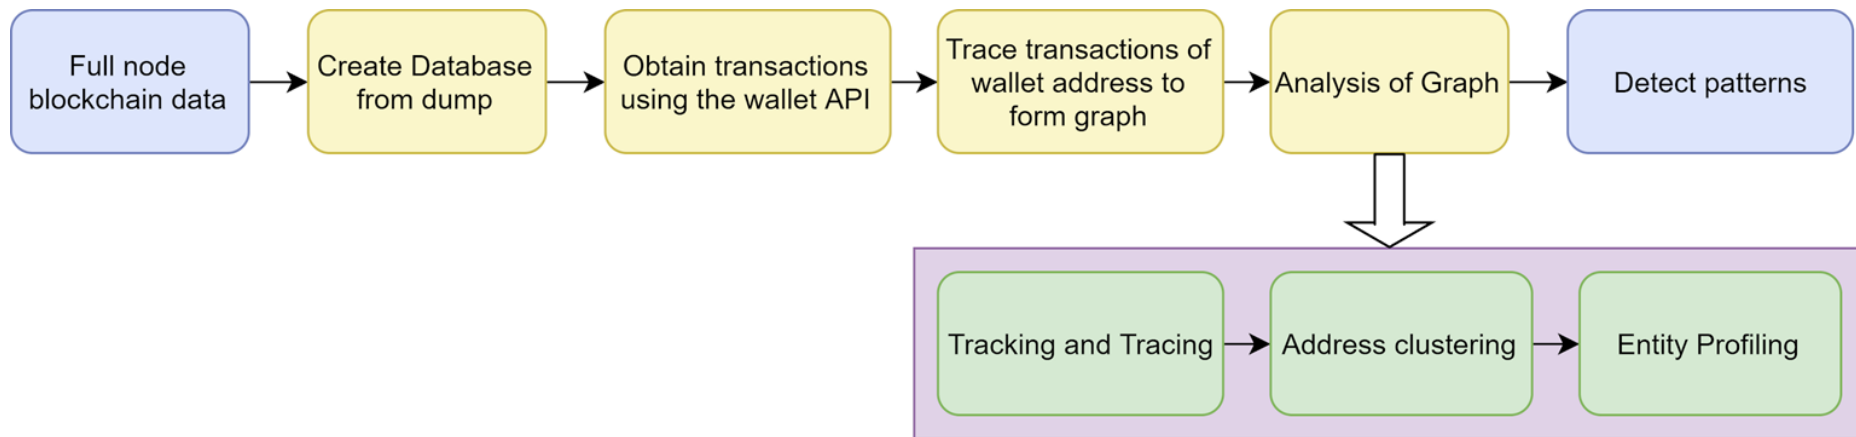 Full node
blockchain data
Create Database
from dump
Obtain transactions
using the wallet API
Trace transactions of
wallet address to
form graph
Analysis of Graph
Detect patterns
Tracking and Tracing
Address clustering
Entity Profiling